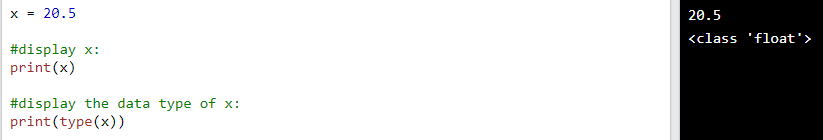 x = 20.5
#display x:
print(x)
#display the data type of x:
print(type(x))
20.5
<class 'float'>